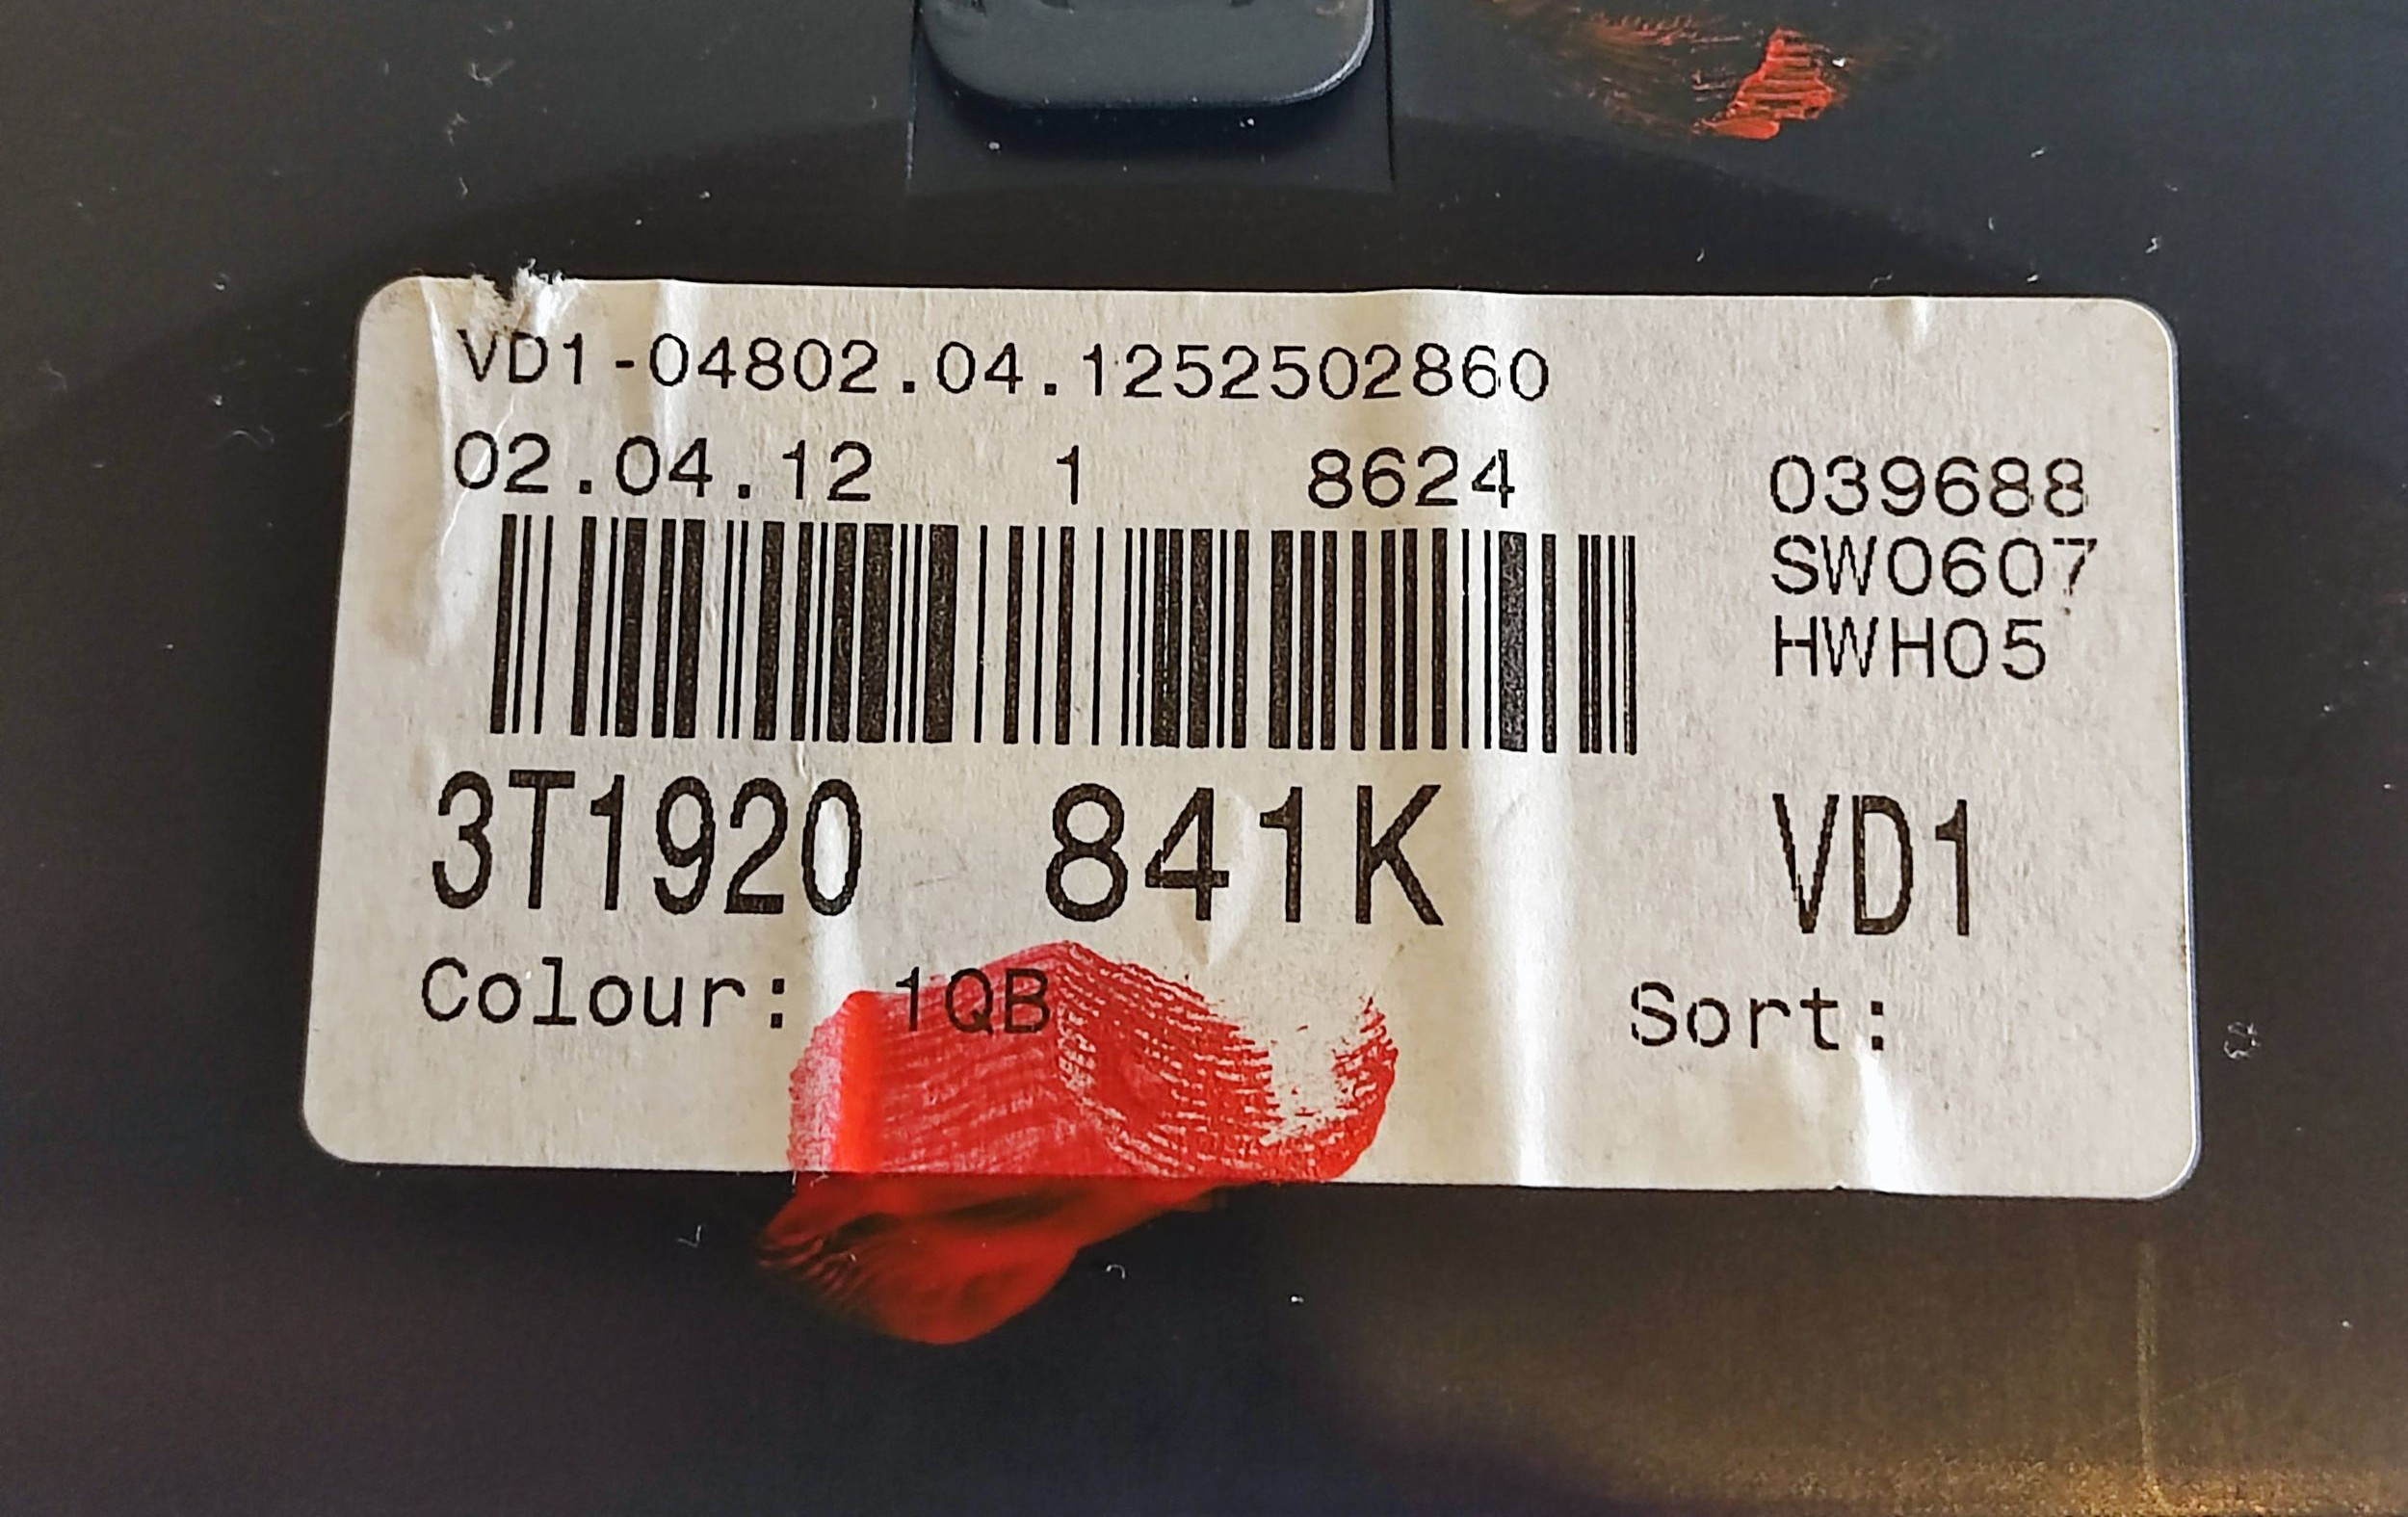 VD1-04802.04.1252502860
02.04.12 1 8624 039688
SW0607
HWH05
3T1920 841K VD1
Colour: 1QB Sort: